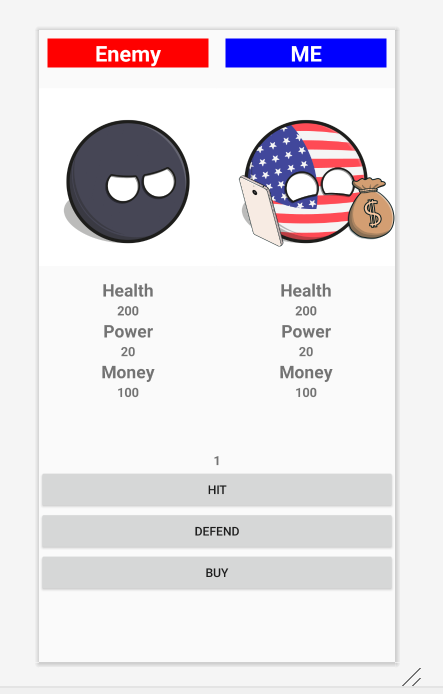 Enemy ME
$
Health Health
200 200
Power Power
20 20
Money Money
100 100
1
HIT
DEFEND
BUY